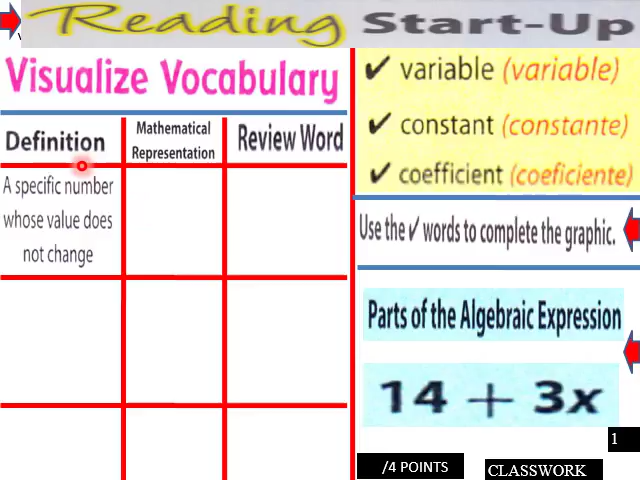 Reading Start-Up
Visualize Vocabulary
Definition
Mathematical
Representation
Review Word
A specific number
whose value does
not change
✔ variable (variable)
✔ constant (constante)
✔ coefficient (coeficiente)
Use the ✔ words to complete the graphic.
Parts of the Algebraic Expression
14 + 3x
1
/4 POINTS
CLASSWORK